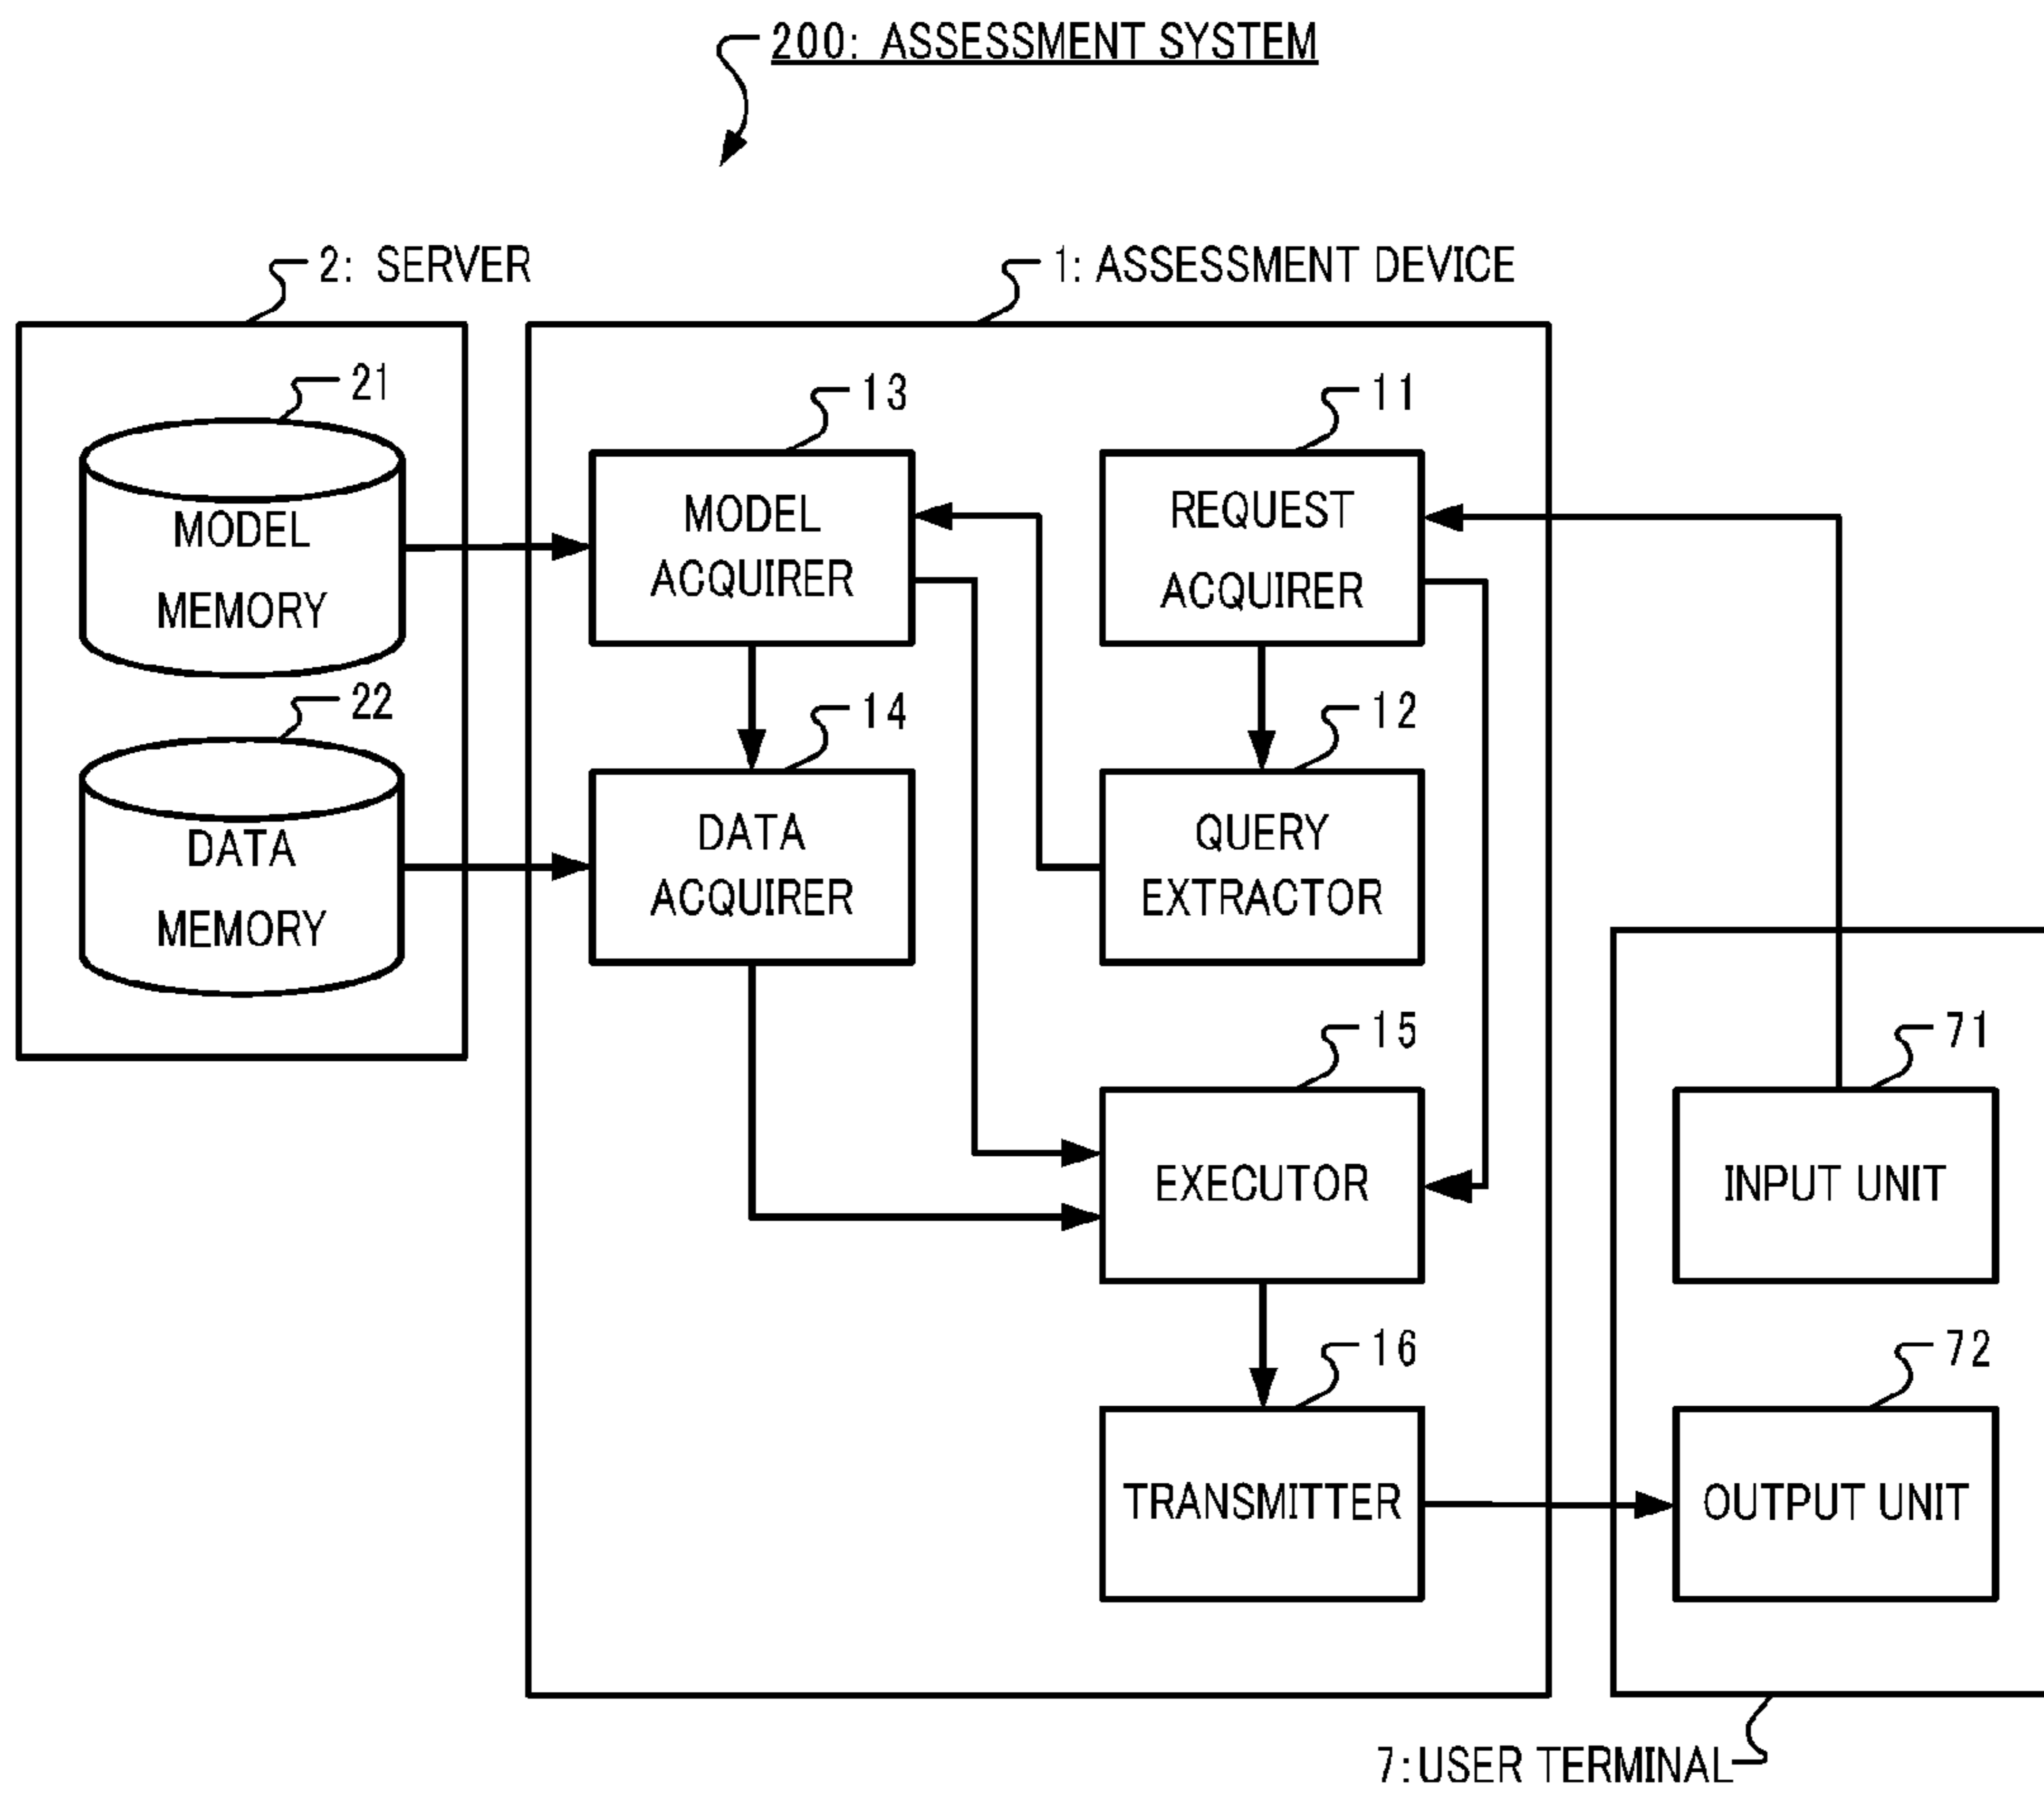 200: ASSESSMENT SYSTEM
2: SERVER
1: ASSESSMENT DEVICE
21
13
11
MODEL
MEMORY
MODEL
ACQUIRER
REQUEST
ACQUIRER
22
14
12
DATA
MEMORY
DATA
ACQUIRER
QUERY
EXTRACTOR
15
71
EXECUTOR
INPUT UNIT
16
72
TRANSMITTER
OUTPUT UNIT
7:USER TERMINAL